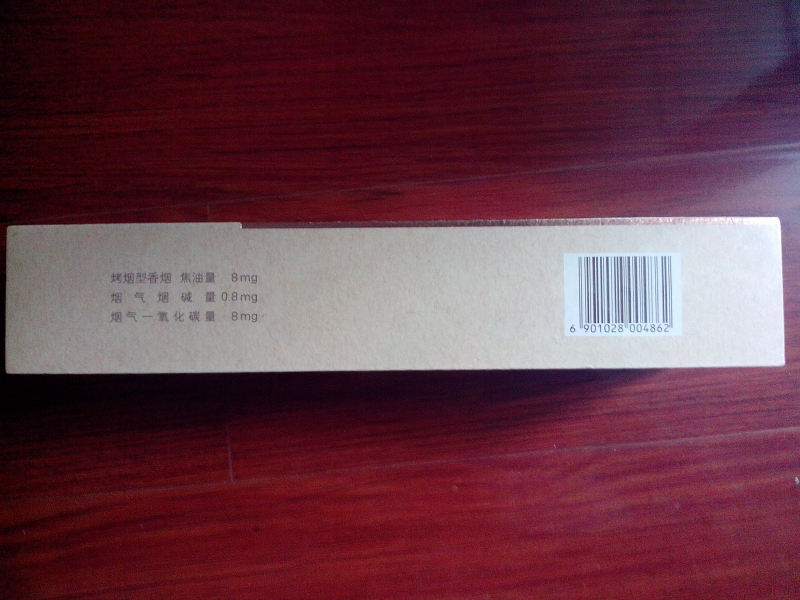 烤烟型香烟 焦油量 8mg
烟气烟碱量 0.8mg
烟气一氧化碳量 8mg
6 901028 004862